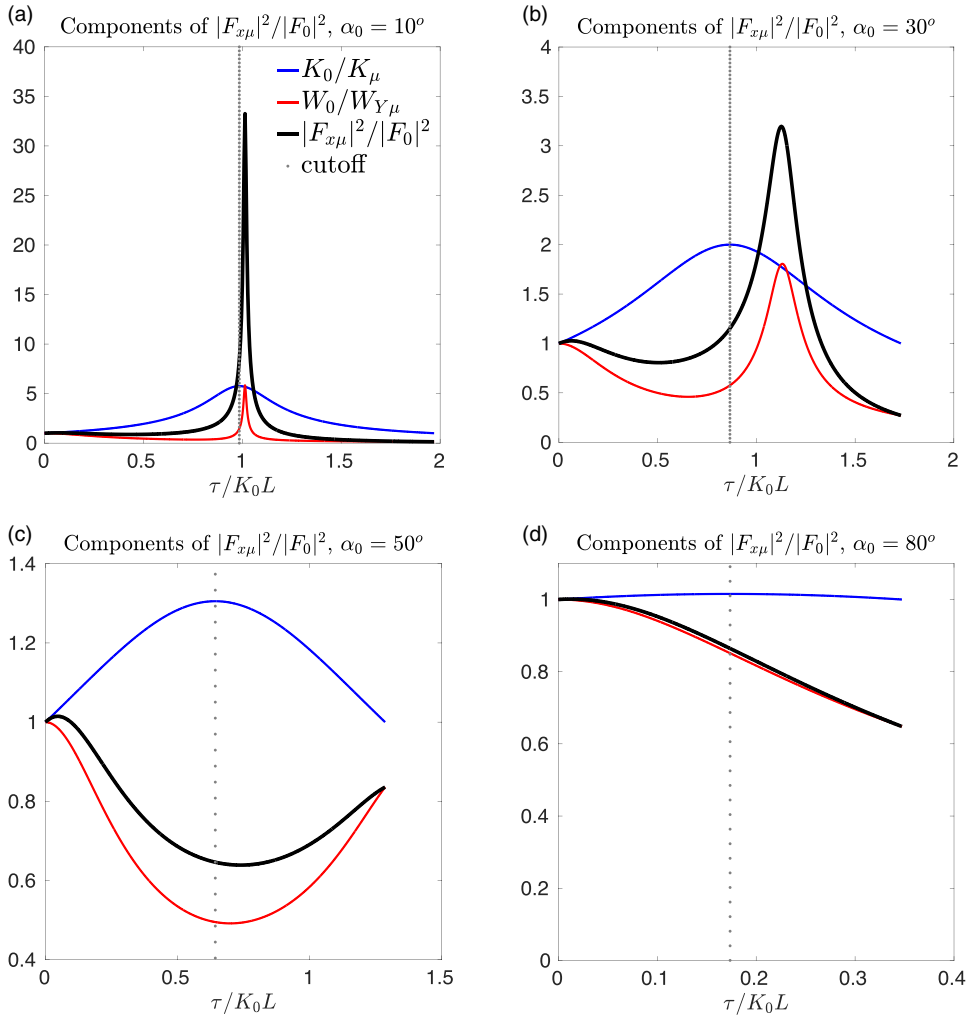 (a)
Components of |F_{xμ}|²/|F_0|², α_0 = 10^o
40
35
30
25
20
15
10
5
0
K_0/K_μ
W_0/W_{Yμ}
|F_{xμ}|²/|F_0|²
cutoff
0 0.5 1 1.5 2
τ/K_0L
(b)
Components of |F_{xμ}|²/|F_0|², α_0 = 30^o
4
3.5
3
2.5
2
1.5
1
0.5
0
0 0.5 1 1.5 2
τ/K_0L
(c)
Components of |F_{xμ}|²/|F_0|², α_0 = 50^o
1.4
1.2
1
0.8
0.6
0.4
0 0.5 1 1.5
τ/K_0L
(d)
Components of |F_{xμ}|²/|F_0|², α_0 = 80^o
1
0.8
0.6
0.4
0.2
0
0 0.1 0.2 0.3 0.4
τ/K_0L